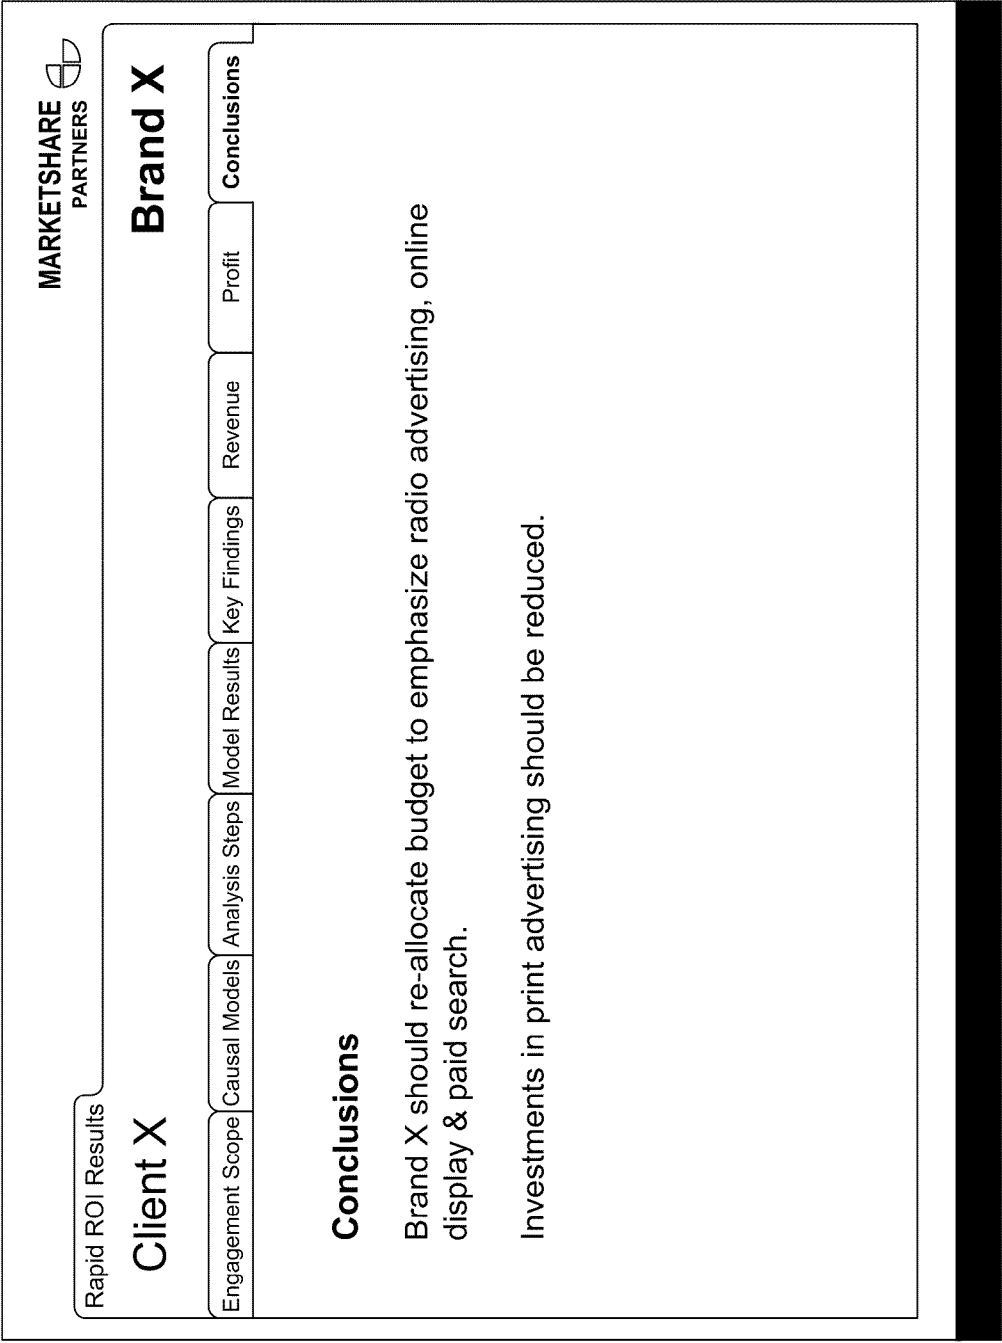 MARKETSHARE
PARTNERS
Rapid ROI Results
Client X
Brand X
Engagement Scope
Causal Models
Analysis Steps
Model Results
Key Findings
Revenue
Profit
Conclusions
Conclusions
Brand X should re-allocate budget to emphasize radio advertising, online
display & paid search.
Investments in print advertising should be reduced.